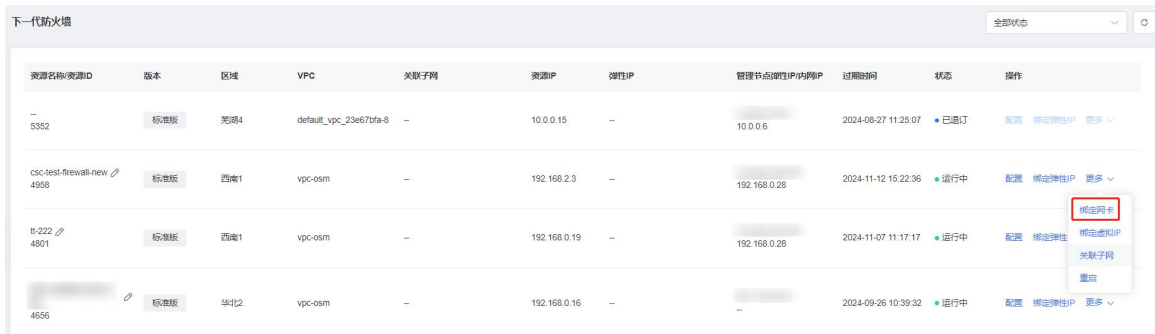 下一代防火墙
全部状态
资源名称/资源ID 版本 区域 VPC 关联子网 资源IP 弹性IP 管理节点弹性IP/内网IP 过期时间 状态 操作
--
5352 标准版 芜湖4 default_vpc_23e67bfa-8 -- 10.0.0.15 -- 10.0.0.6 2024-08-27 11:25:07 已退订 配置 绑定弹性IP 更多
csc-test-firewall-new
4958 标准版 西南1 vpc-osm -- 192.168.2.3 -- 192.168.0.28 2024-11-12 15:22:36 运行中 配置 绑定弹性IP 更多
绑定网卡
绑定虚拟IP
关联子网
重启
tt-222
4801 标准版 西南1 vpc-osm -- 192.168.0.19 -- 192.168.0.28 2024-11-07 11:17:17 运行中 配置 绑定弹性
4656 标准版 华北2 vpc-osm -- 192.168.0.16 -- -- 2024-09-26 10:39:32 运行中 配置 绑定弹性IP 更多